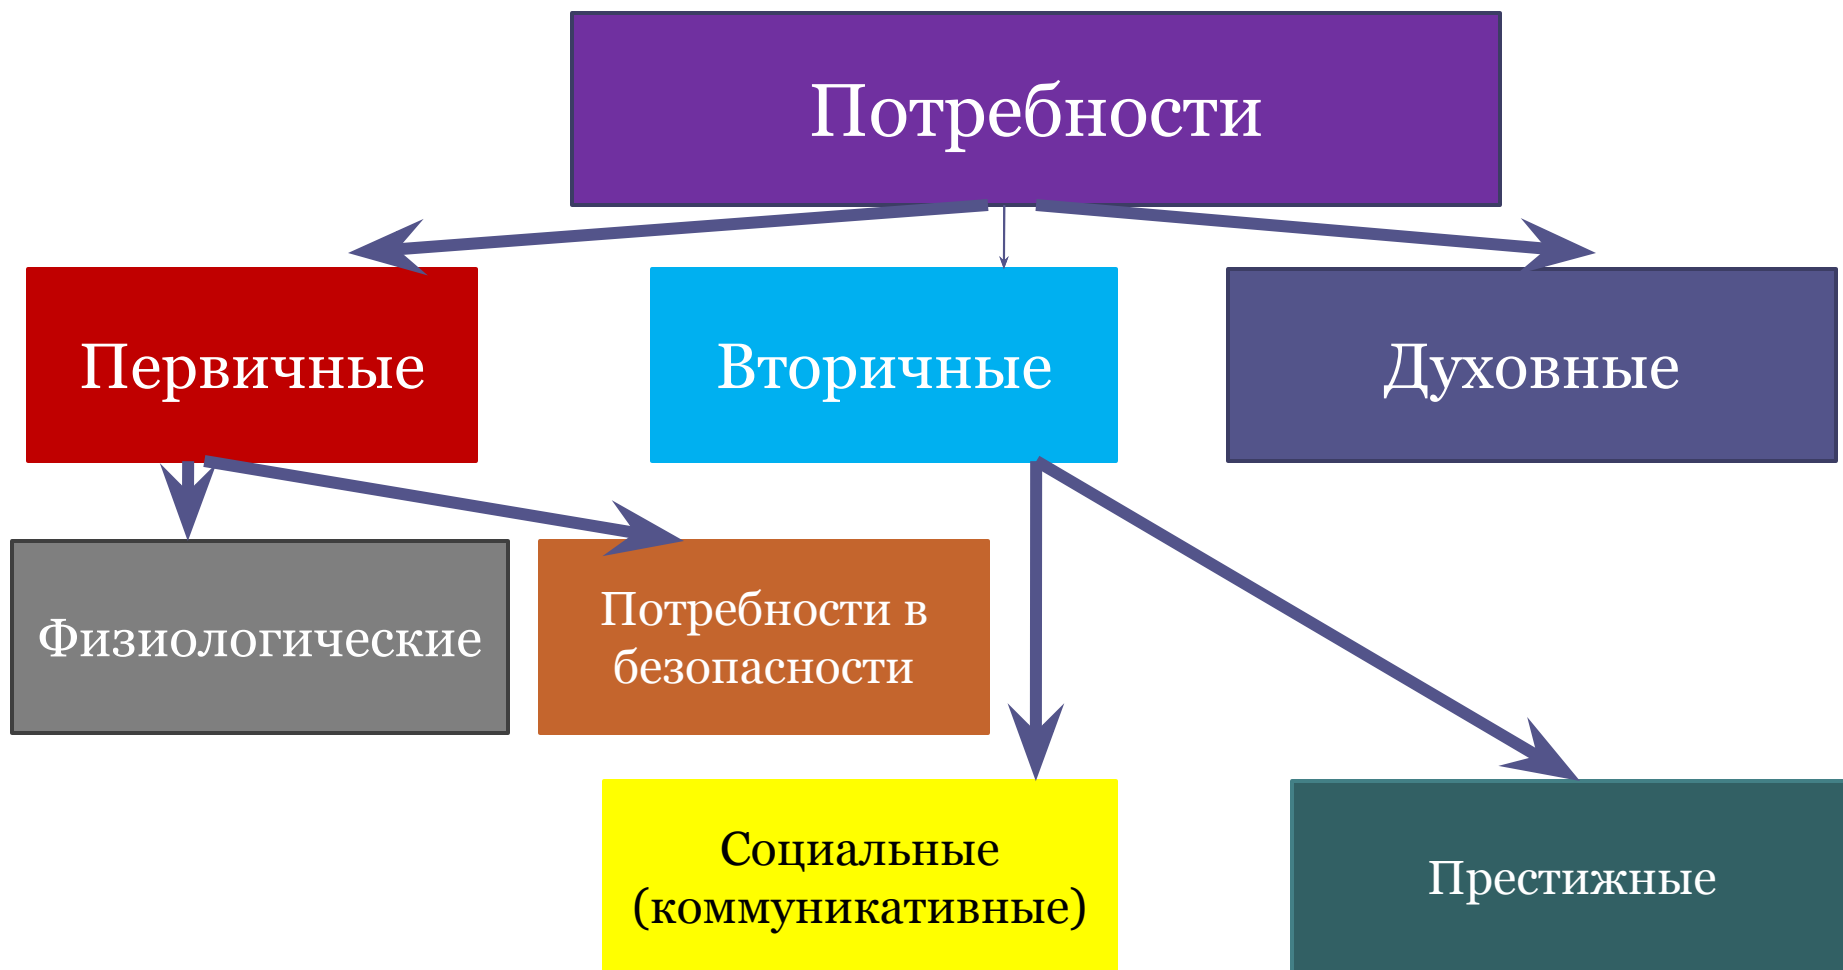 Потребности
Первичные
Вторичные
Духовные
Физиологические
Потребности в
безопасности
Социальные
(коммуникативные)
Престижные